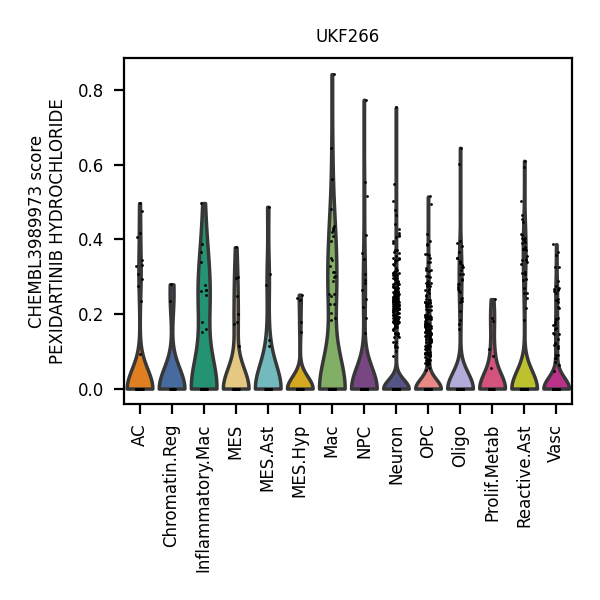 UKF266
CHEMBL3989973 score
PEXIDARTINIB HYDROCHLORIDE
0.8
0.6
0.4
0.2
0.0
AC
Chromatin.Reg
Inflammatory.Mac
MES
MES.Ast
MES.Hyp
Mac
NPC
Neuron
OPC
Oligo
Prolif.Metab
Reactive.Ast
Vasc